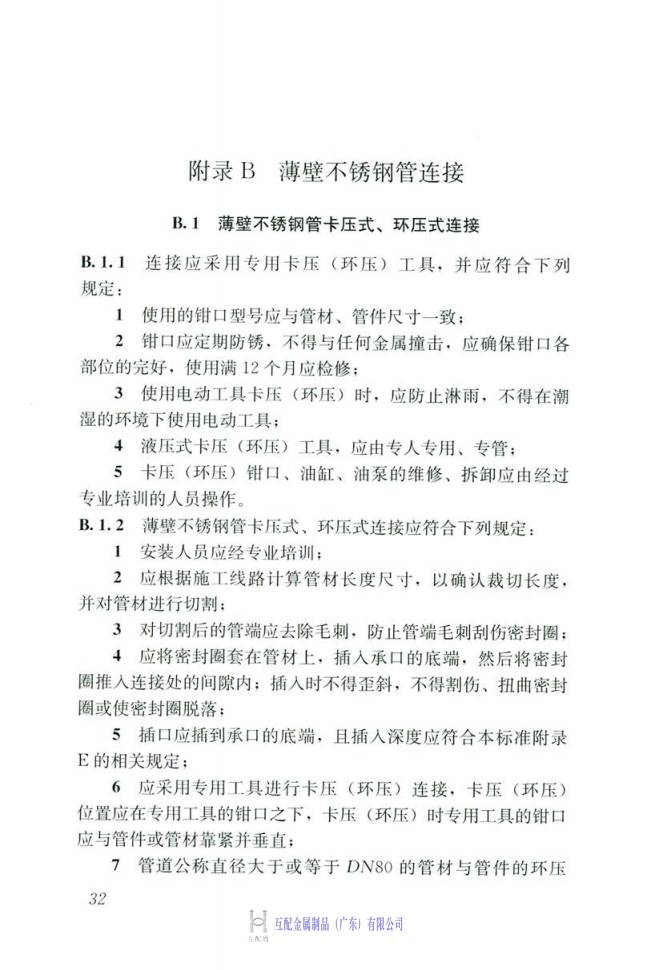 附录 B 薄壁不锈钢管连接
B. 1 薄壁不锈钢管卡压式、环压式连接
B. 1. 1 连接应采用专用卡压（环压）工具，并应符合下列
规定：
1 使用的钳口型号应与管材、管件尺寸一致；
2 钳口应定期防锈，不得与任何金属撞击，应确保钳口各
部位的完好，使用满 12 个月应检修；
3 使用电动工具卡压（环压）时，应防止淋雨，不得在潮
湿的环境下使用电动工具；
4 液压式卡压（环压）工具，应由专人专用、专管；
5 卡压（环压）钳口、油缸、油泵的维修、拆卸应由经过
专业培训的人员操作。
B. 1. 2 薄壁不锈钢管卡压式、环压式连接应符合下列规定：
1 安装人员应经专业培训；
2 应根据施工线路计算管材长度尺寸，以确认裁切长度，
并对管材进行切割；
3 对切割后的管端应去除毛刺，防止管端毛刺刮伤密封圈；
4 应将密封圈套在管材上，插入承口的底端，然后将密封
圈推入连接处的间隙内；插入时不得歪斜，不得割伤、扭曲密封
圈或使密封圈脱落；
5 插口应插到承口的底端，且插入深度应符合本标准附录
E 的相关规定；
6 应采用专用工具进行卡压（环压）连接，卡压（环压）
位置应在专用工具的钳口之下，卡压（环压）时专用工具的钳口
应与管件或管材靠紧并垂直；
7 管道公称直径大于或等于 DN80 的管材与管件的环压
32
互配金属制品（广东）有限公司
互配通